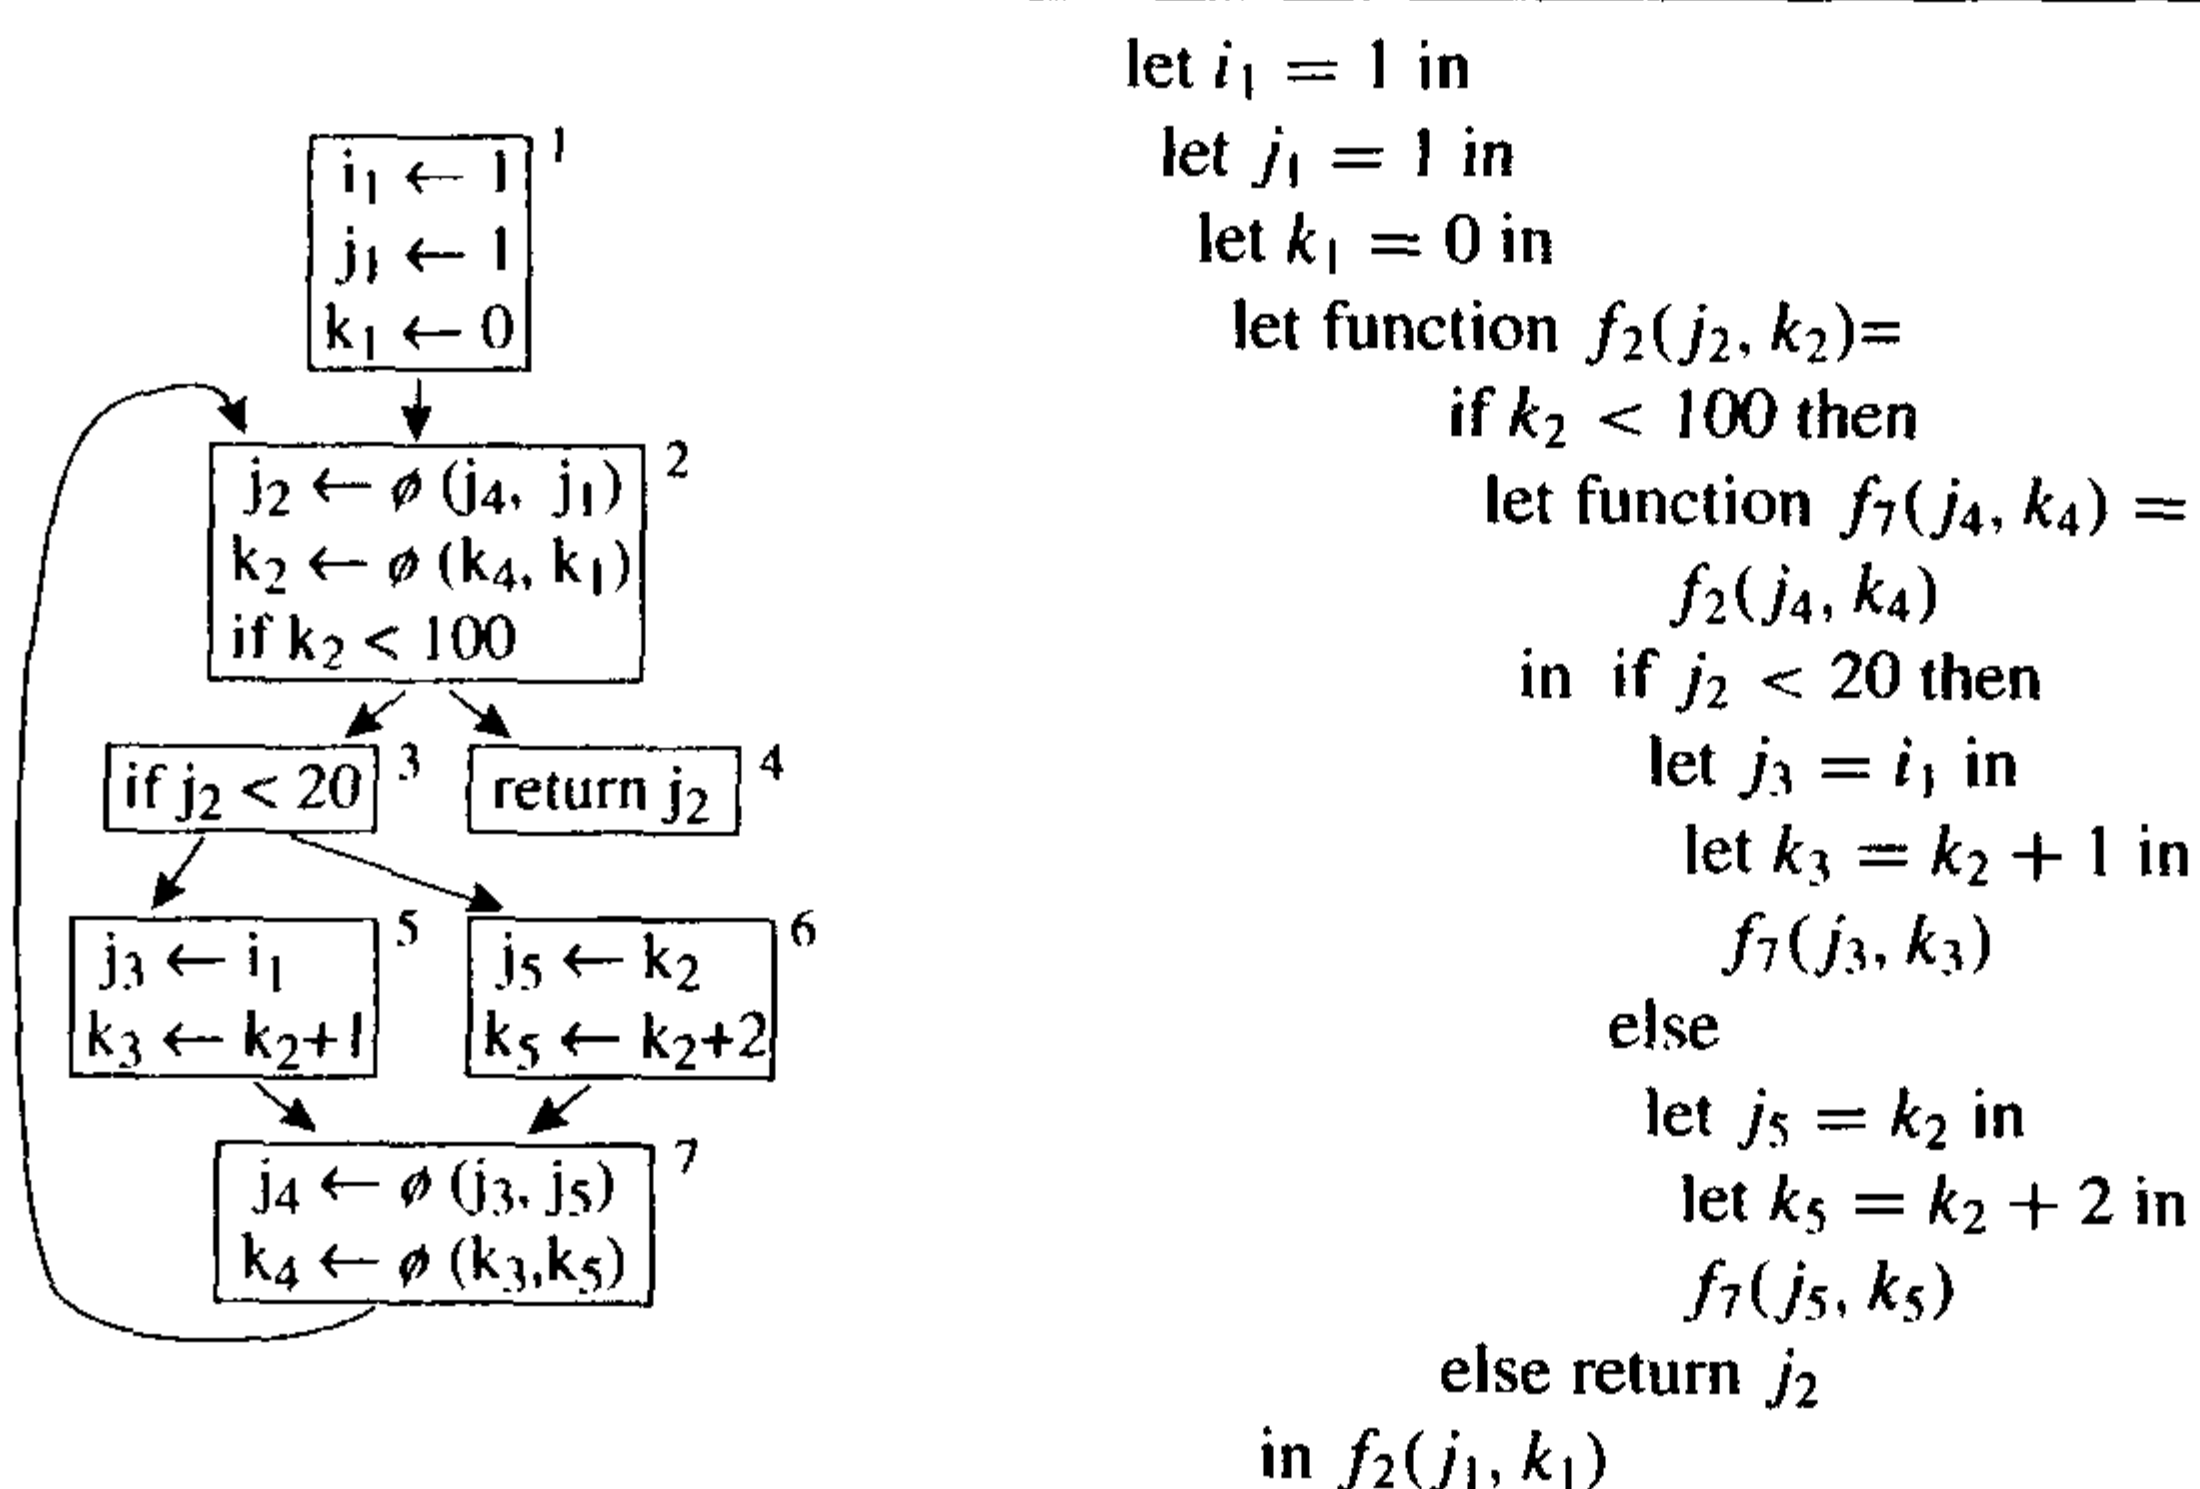 i₁ ← 1
j₁ ← 1
k₁ ← 0
1
j₂ ← ø (j₄, j₁)
k₂ ← ø (k₄, k₁)
if k₂ < 100
2
if j₂ < 20
3
return j₂
4
j₃ ← i₁
k₃ ← k₂+1
5
j₅ ← k₂
k₅ ← k₂+2
6
j₄ ← ø (j₃, j₅)
k₄ ← ø (k₃,k₅)
7
let i₁ = 1 in
let j₁ = 1 in
let k₁ = 0 in
let function f₂(j₂, k₂)=
if k₂ < 100 then
let function f₇(j₄, k₄) =
f₂(j₄, k₄)
in if j₂ < 20 then
let j₃ = i₁ in
let k₃ = k₂ + 1 in
f₇(j₃, k₃)
else
let j₅ = k₂ in
let k₅ = k₂ + 2 in
f₇(j₅, k₅)
else return j₂
in f₂(j₁, k₁)